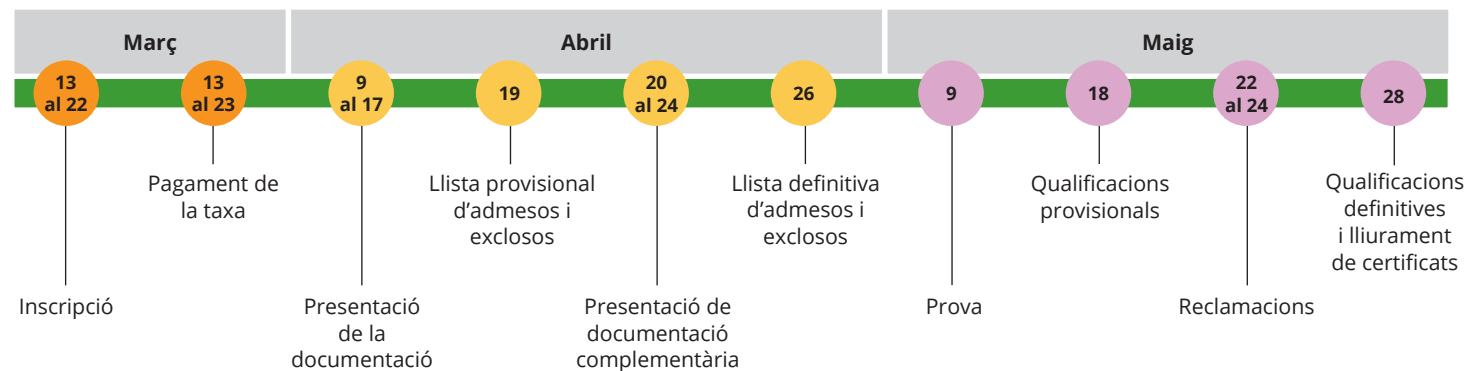 Març
Abril
Maig
13
al 22
13
al 23
9
al 17
19
20
al 24
26
9
18
22
al 24
28
Inscripció
Pagament de
la taxa
Presentació
de la
documentació
Llista provisional
d’admesos i
exclosos
Presentació de
documentació
complementària
Llista definitiva
d’admesos i
exclosos
Prova
Qualificacions
provisionals
Reclamacions
Qualificacions
definitives
i lliurament
de certificats